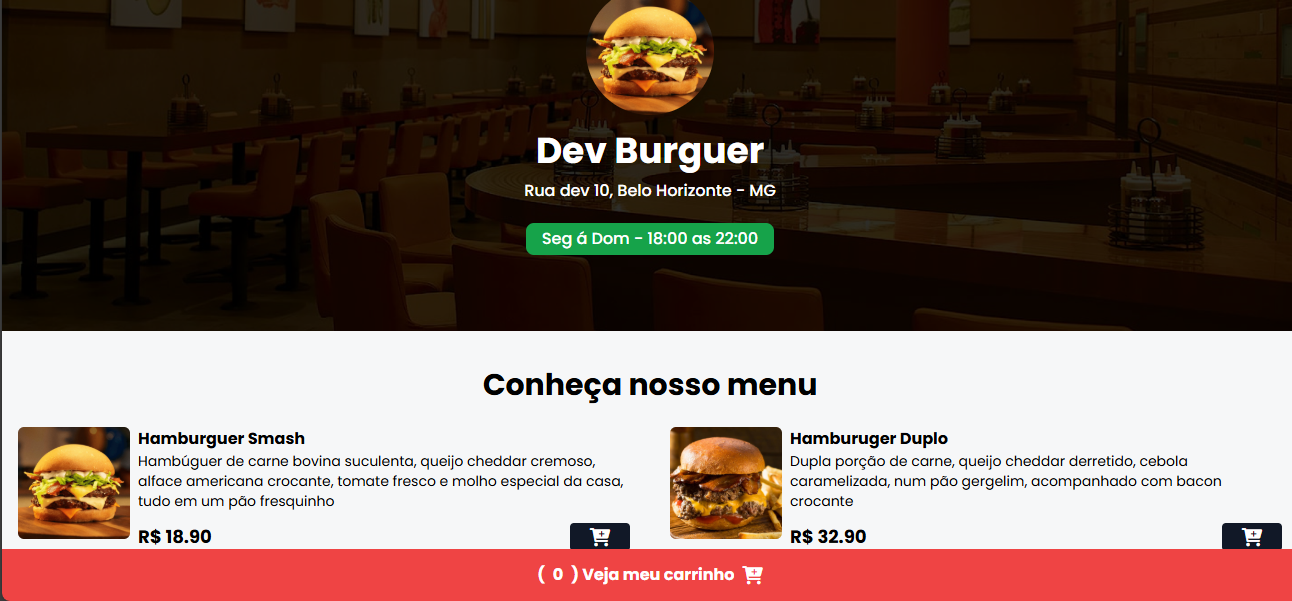 Dev Burguer
Rua dev 10, Belo Horizonte - MG
Seg á Dom - 18:00 as 22:00
Conheça nosso menu
Hamburguer Smash
Hambúguer de carne bovina suculenta, queijo cheddar cremoso,
alface americana crocante, tomate fresco e molho especial da casa,
tudo em um pão fresquinho
R$ 18.90
Hamburuger Duplo
Dupla porção de carne, queijo cheddar derretido, cebola
caramelizada, num pão gergelim, acompanhado com bacon
crocante
R$ 32.90
( 0 ) Veja meu carrinho